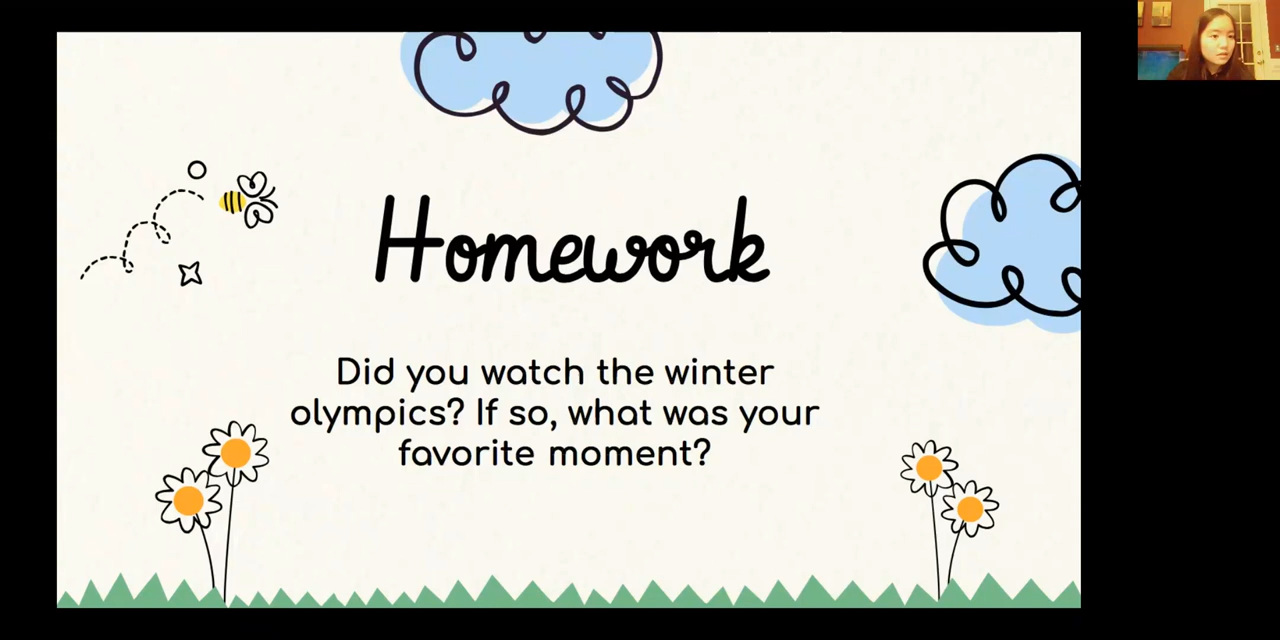 Homework
Did you watch the winter
olympics? If so, what was your
favorite moment?